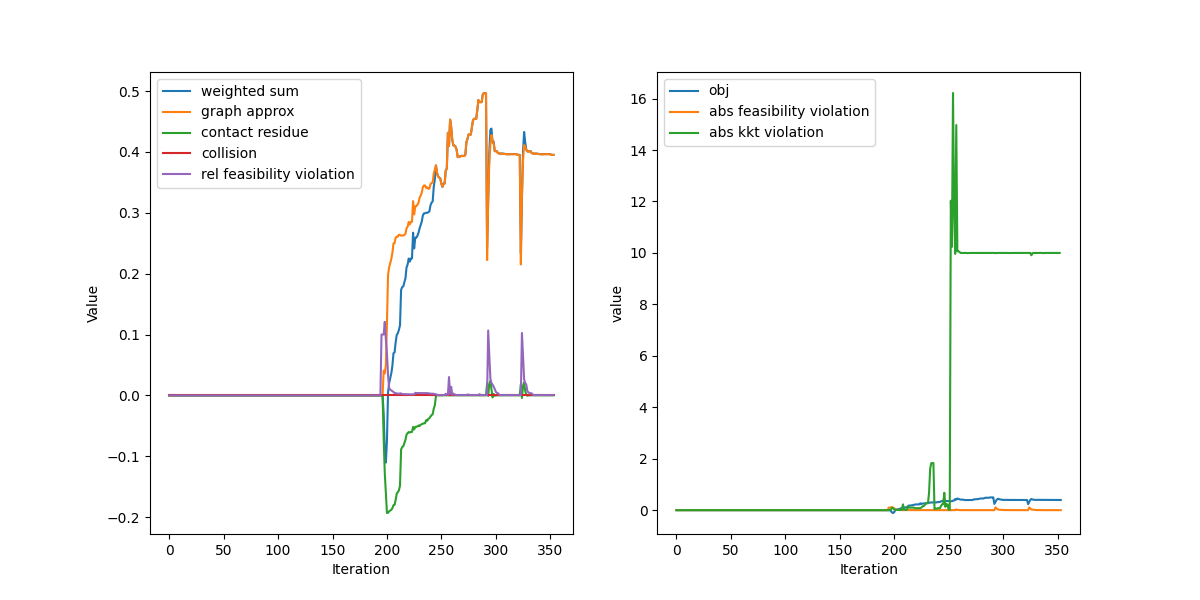 weighted sum
graph approx
contact residue
collision
rel feasibility violation
0.5
0.4
0.3
0.2
0.1
0.0
−0.1
−0.2
Value
0 50 100 150 200 250 300 350
Iteration
obj
abs feasibility violation
abs kkt violation
16
14
12
10
8
6
4
2
0
value
0 50 100 150 200 250 300 350
Iteration